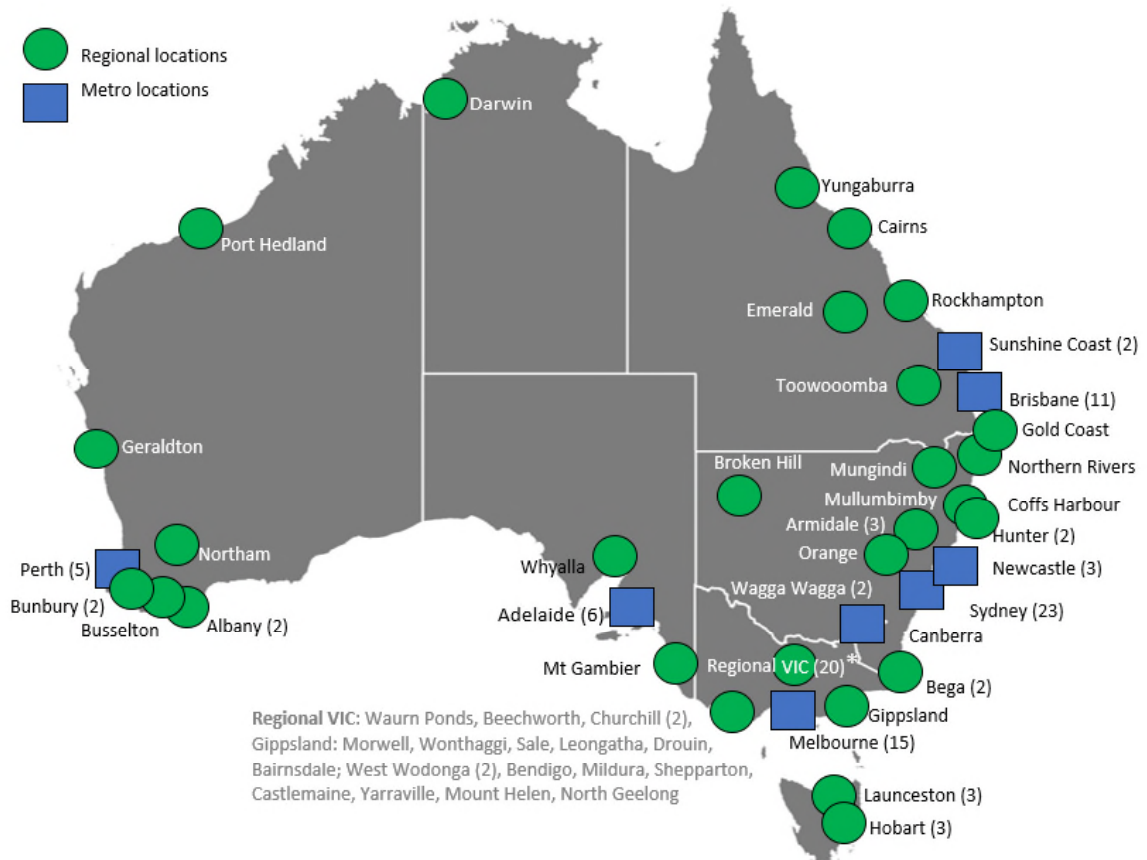 Regional locations
Metro locations
Darwin
Yungaburra
Cairns
Port Hedland
Rockhampton
Emerald
Sunshine Coast (2)
Toowooomba
Brisbane (11)
Gold Coast
Geraldton
Broken Hill
Mungindi
Northern Rivers
Mullumbimby
Coffs Harbour
Armidale (3)
Hunter (2)
Northam
Orange
Whyalla
Perth (5)
Newcastle (3)
Wagga Wagga (2)
Bunbury (2)
Sydney (23)
Adelaide (6)
Albany (2)
Busselton
Canberra
Mt Gambier
Regional VIC (20)*
Bega (2)
Gippsland
Melbourne (15)
Regional VIC: Waurn Ponds, Beechworth, Churchill (2),
Gippsland: Morwell, Wonthaggi, Sale, Leongatha, Drouin,
Bairnsdale; West Wodonga (2), Bendigo, Mildura, Shepparton,
Castlemaine, Yarraville, Mount Helen, North Geelong
Launceston (3)
Hobart (3)